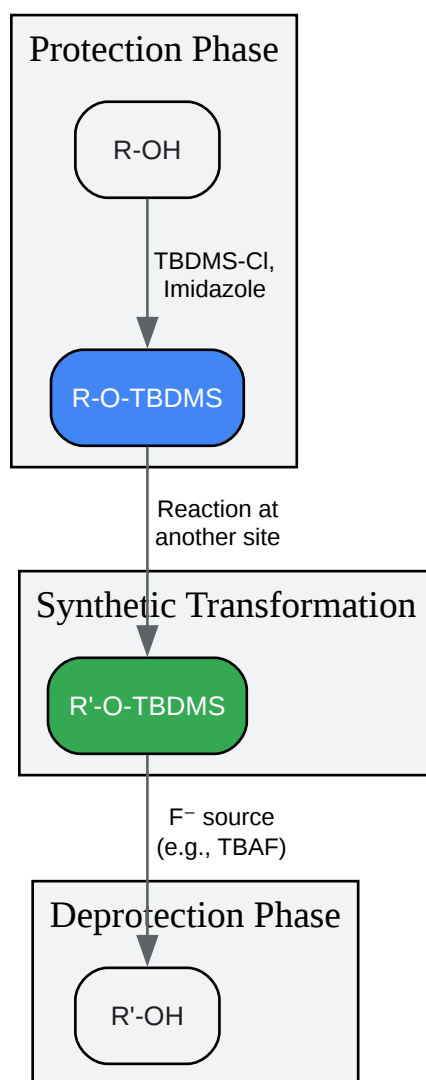 Protection Phase
R-OH
TBDMS-Cl,
Imidazole
R-O-TBDMS
Reaction at
another site
Synthetic Transformation
R'-O-TBDMS
F⁻ source
(e.g., TBAF)
Deprotection Phase
R'-OH